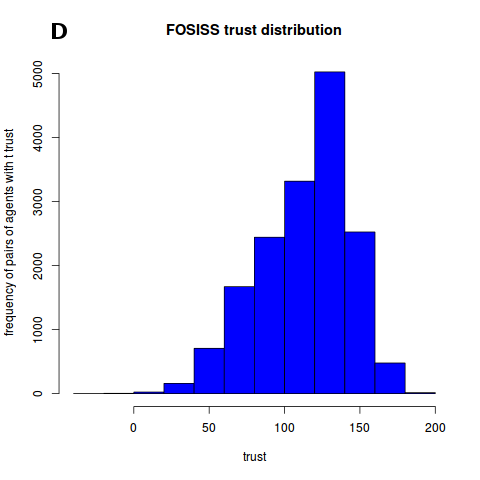 D
FOSISS trust distribution
frequency of pairs of agents with t trust
5000
4000
3000
2000
1000
0
0 50 100 150 200
trust